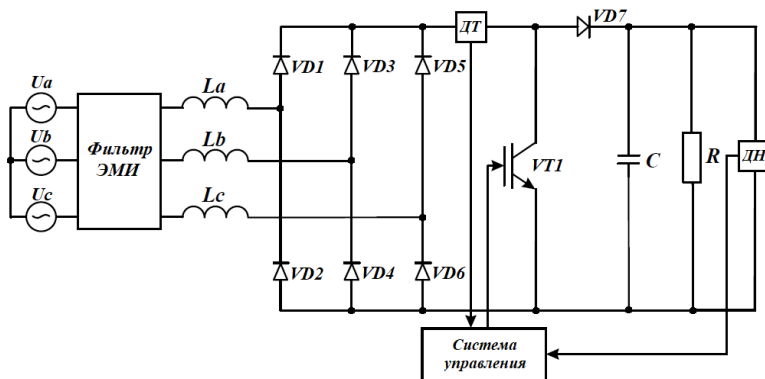 ДТ
VD7
VD1
VD3
VD5
Ua
La
Ub
Фильтр
ЭМИ
Lb
VT1
C
R
ДН
Uc
Lc
VD2
VD4
VD6
Система
управления